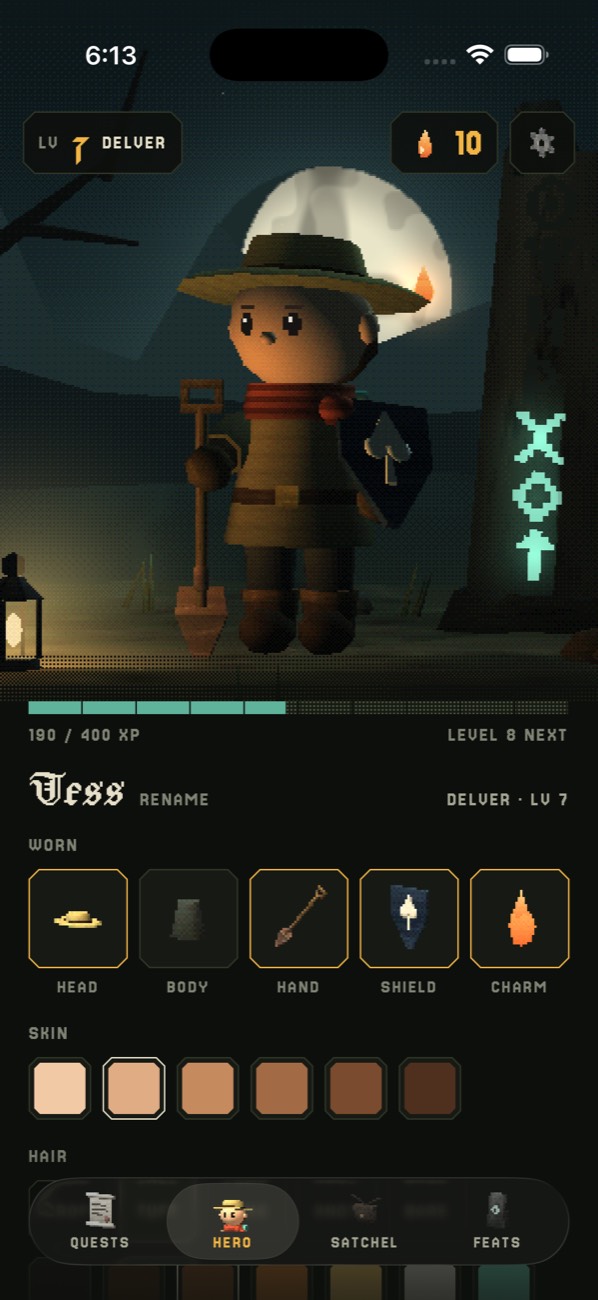 6:13
LV 7 DELVER
10
190 / 400 XP
LEVEL 8 NEXT
Tess RENAME
DELVER · LV 7
WORN
HEAD
BODY
HAND
SHIELD
CHARM
SKIN
HAIR
QUESTS
HERO
SATCHEL
FEATS